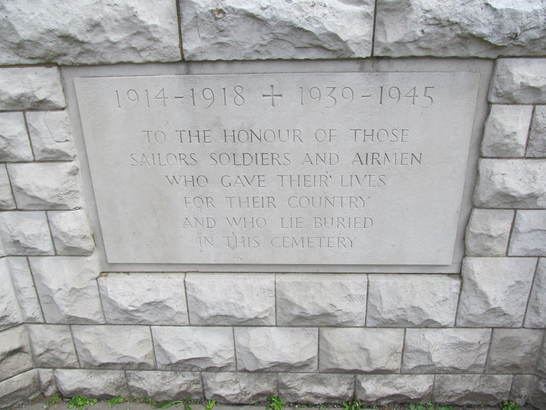 1914-1918 + 1939-1945
TO THE HONOUR OF THOSE
SAILORS SOLDIERS AND AIRMEN
WHO GAVE THEIR LIVES
FOR THEIR COUNTRY
AND WHO LIE BURIED
IN THIS CEMETERY